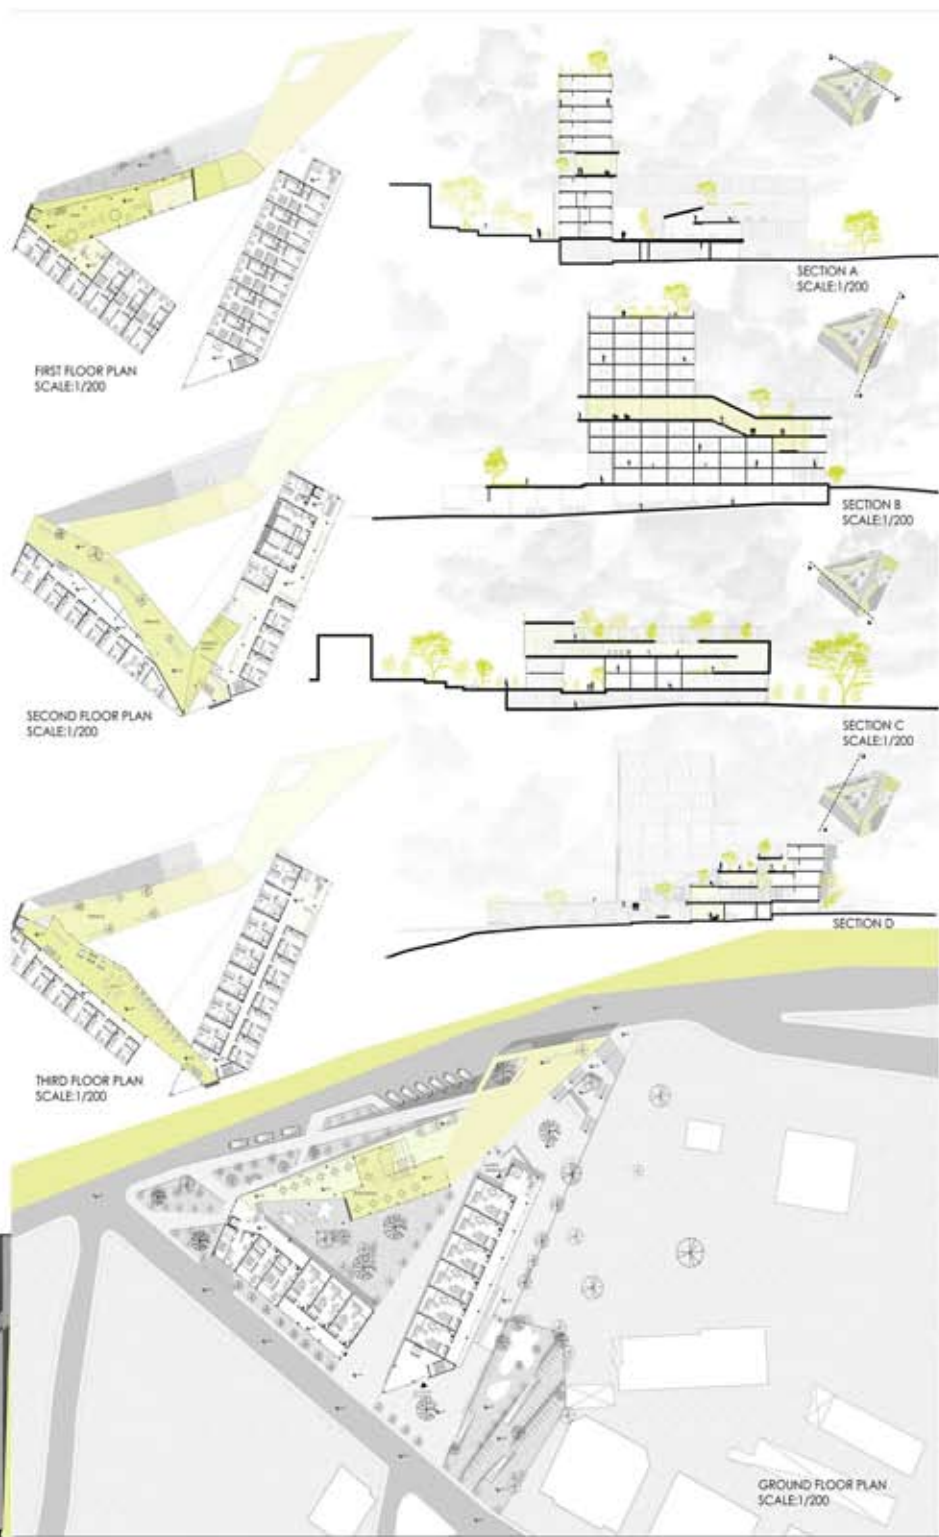 SECTION A
SCALE:1/200
FIRST FLOOR PLAN
SCALE:1/200
SECTION B
SCALE:1/200
SECOND FLOOR PLAN
SCALE:1/200
SECTION C
SCALE:1/200
SECTION D
THIRD FLOOR PLAN
SCALE:1/200
GROUND FLOOR PLAN
SCALE:1/200